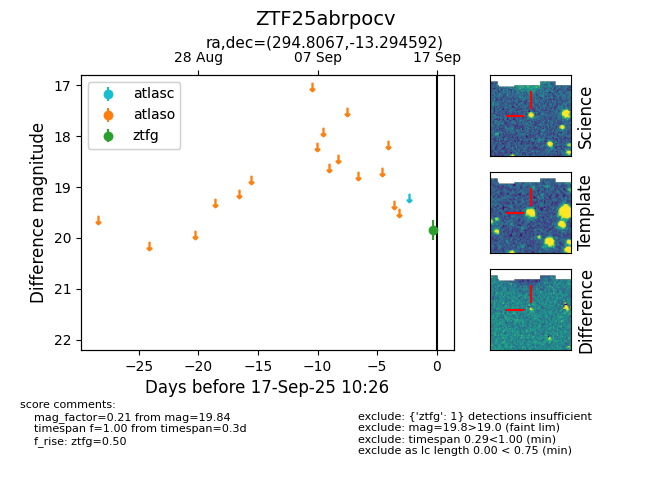 ZTF25abrpocv
ra,dec=(294.8067,-13.294592)
28 Aug 07 Sep 17 Sep
atlasc
atlaso
ztfg
17
18
19
20
21
22
Difference magnitude
−25 −20 −15 −10 −5 0
Days before 17-Sep-25 10:26
Science
Template
Difference
score comments:
mag_factor=0.21 from mag=19.84
timespan f=1.00 from timespan=0.3d
f_rise: ztfg=0.50
exclude: {'ztfg': 1} detections insufficient
exclude: mag=19.8>19.0 (faint lim)
exclude: timespan 0.29<1.00 (min)
exclude as lc length 0.00 < 0.75 (min)